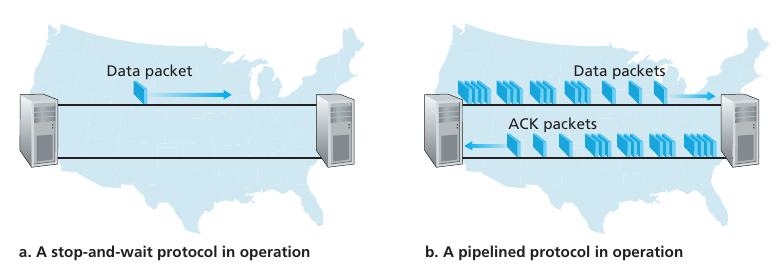 Data packet
a. A stop-and-wait protocol in operation
Data packets
ACK packets
b. A pipelined protocol in operation